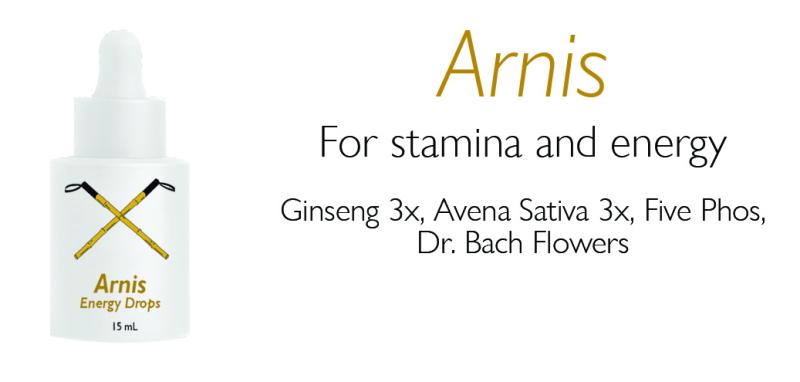 Arnis
For stamina and energy
Ginseng 3x, Avena Sativa 3x, Five Phos,
Dr. Bach Flowers
Arnis
Energy Drops
15 mL